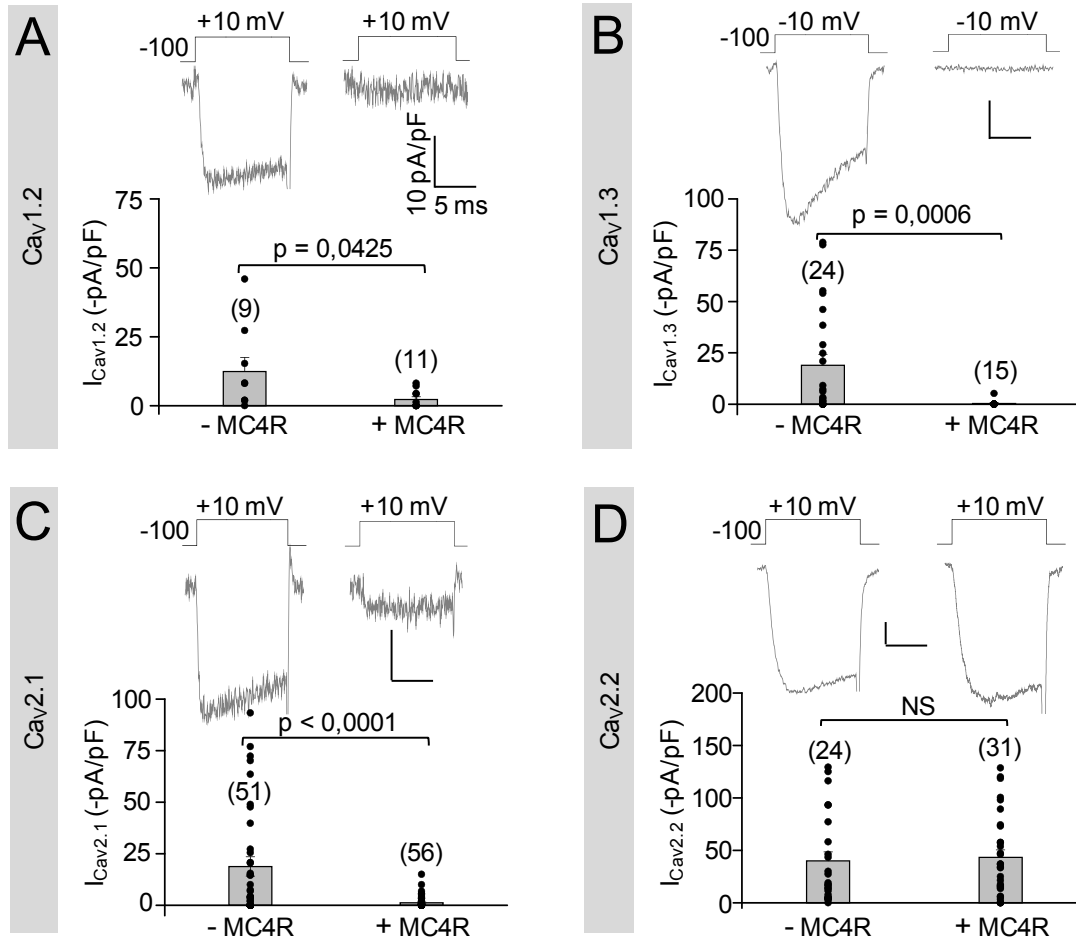 A
CaV1.2
+10 mV
+10 mV
-100
10 pA/pF
5 ms
ICav1.2 (-pA/pF)
75
50
25
0
p = 0,0425
(9)
(11)
- MC4R
+ MC4R
B
CaV1.3
-10 mV
-10 mV
-100
ICav1.3 (-pA/pF)
100
75
50
25
0
p = 0,0006
(24)
(15)
- MC4R
+ MC4R
C
CaV2.1
+10 mV
+10 mV
-100
ICav2.1 (-pA/pF)
100
75
50
25
0
p < 0,0001
(51)
(56)
- MC4R
+ MC4R
D
CaV2.2
+10 mV
+10 mV
-100
ICav2.2 (-pA/pF)
200
150
100
50
0
NS
(24)
(31)
- MC4R
+ MC4R